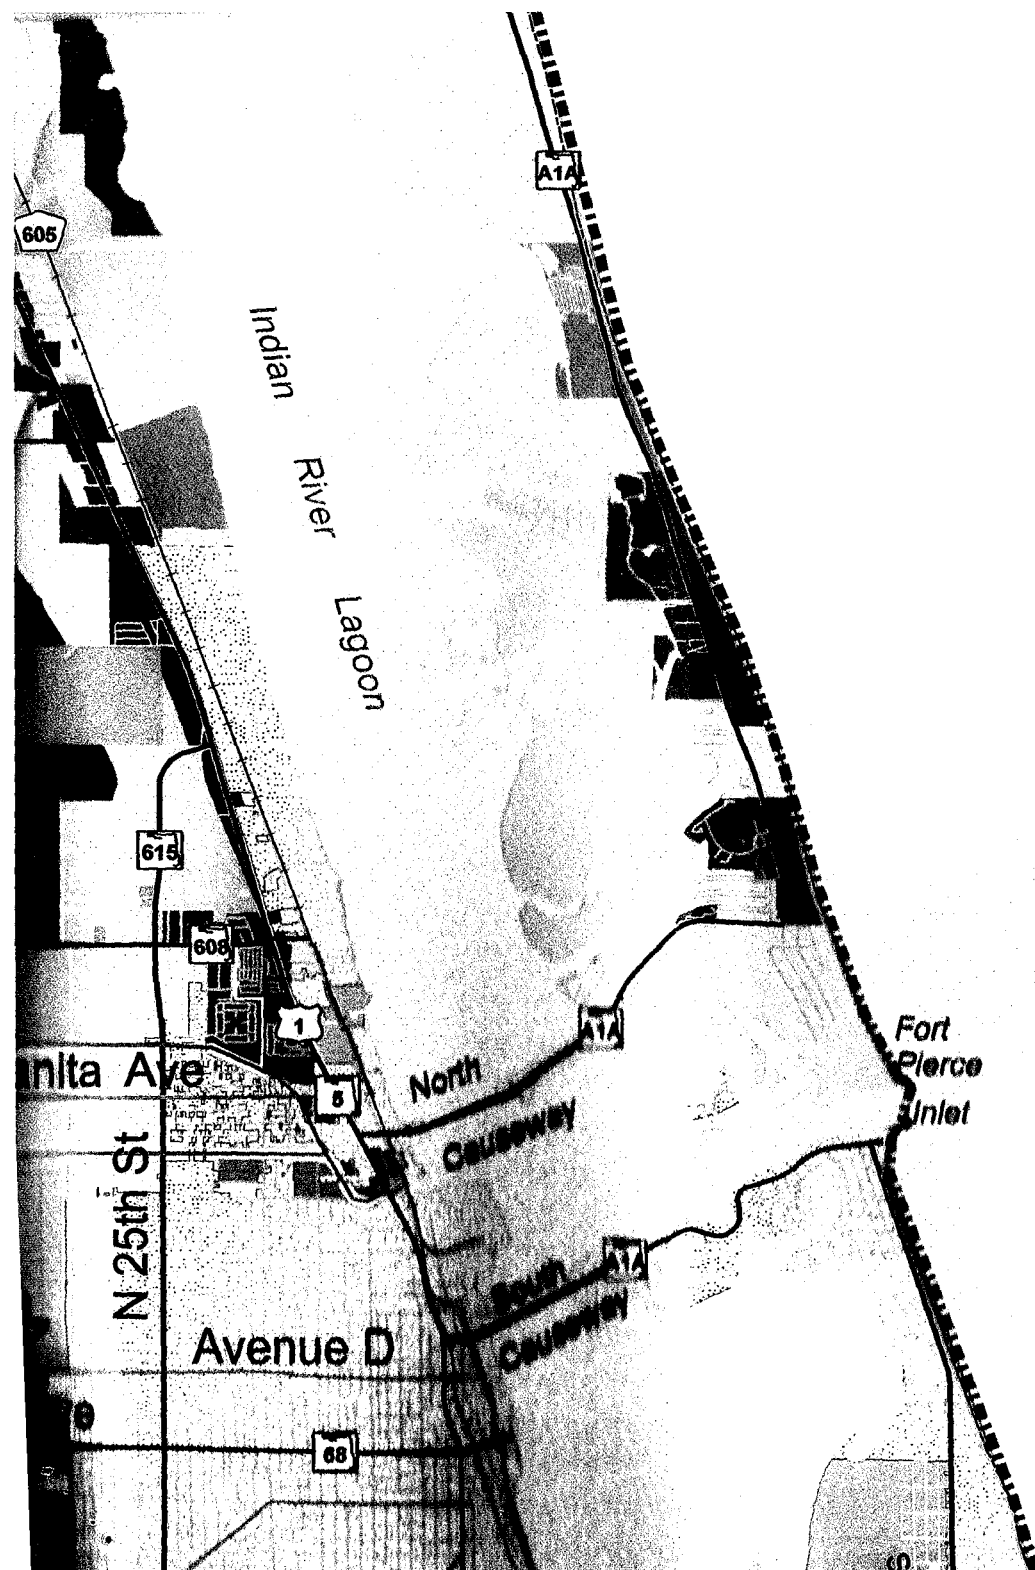 A1A
605
Indian
River
Lagoon
615
608
1
A1A
Fort
Pierce
Inlet
Ave
5
North
Causeway
N 25th St
A1A
South
Causeway
Avenue D
68